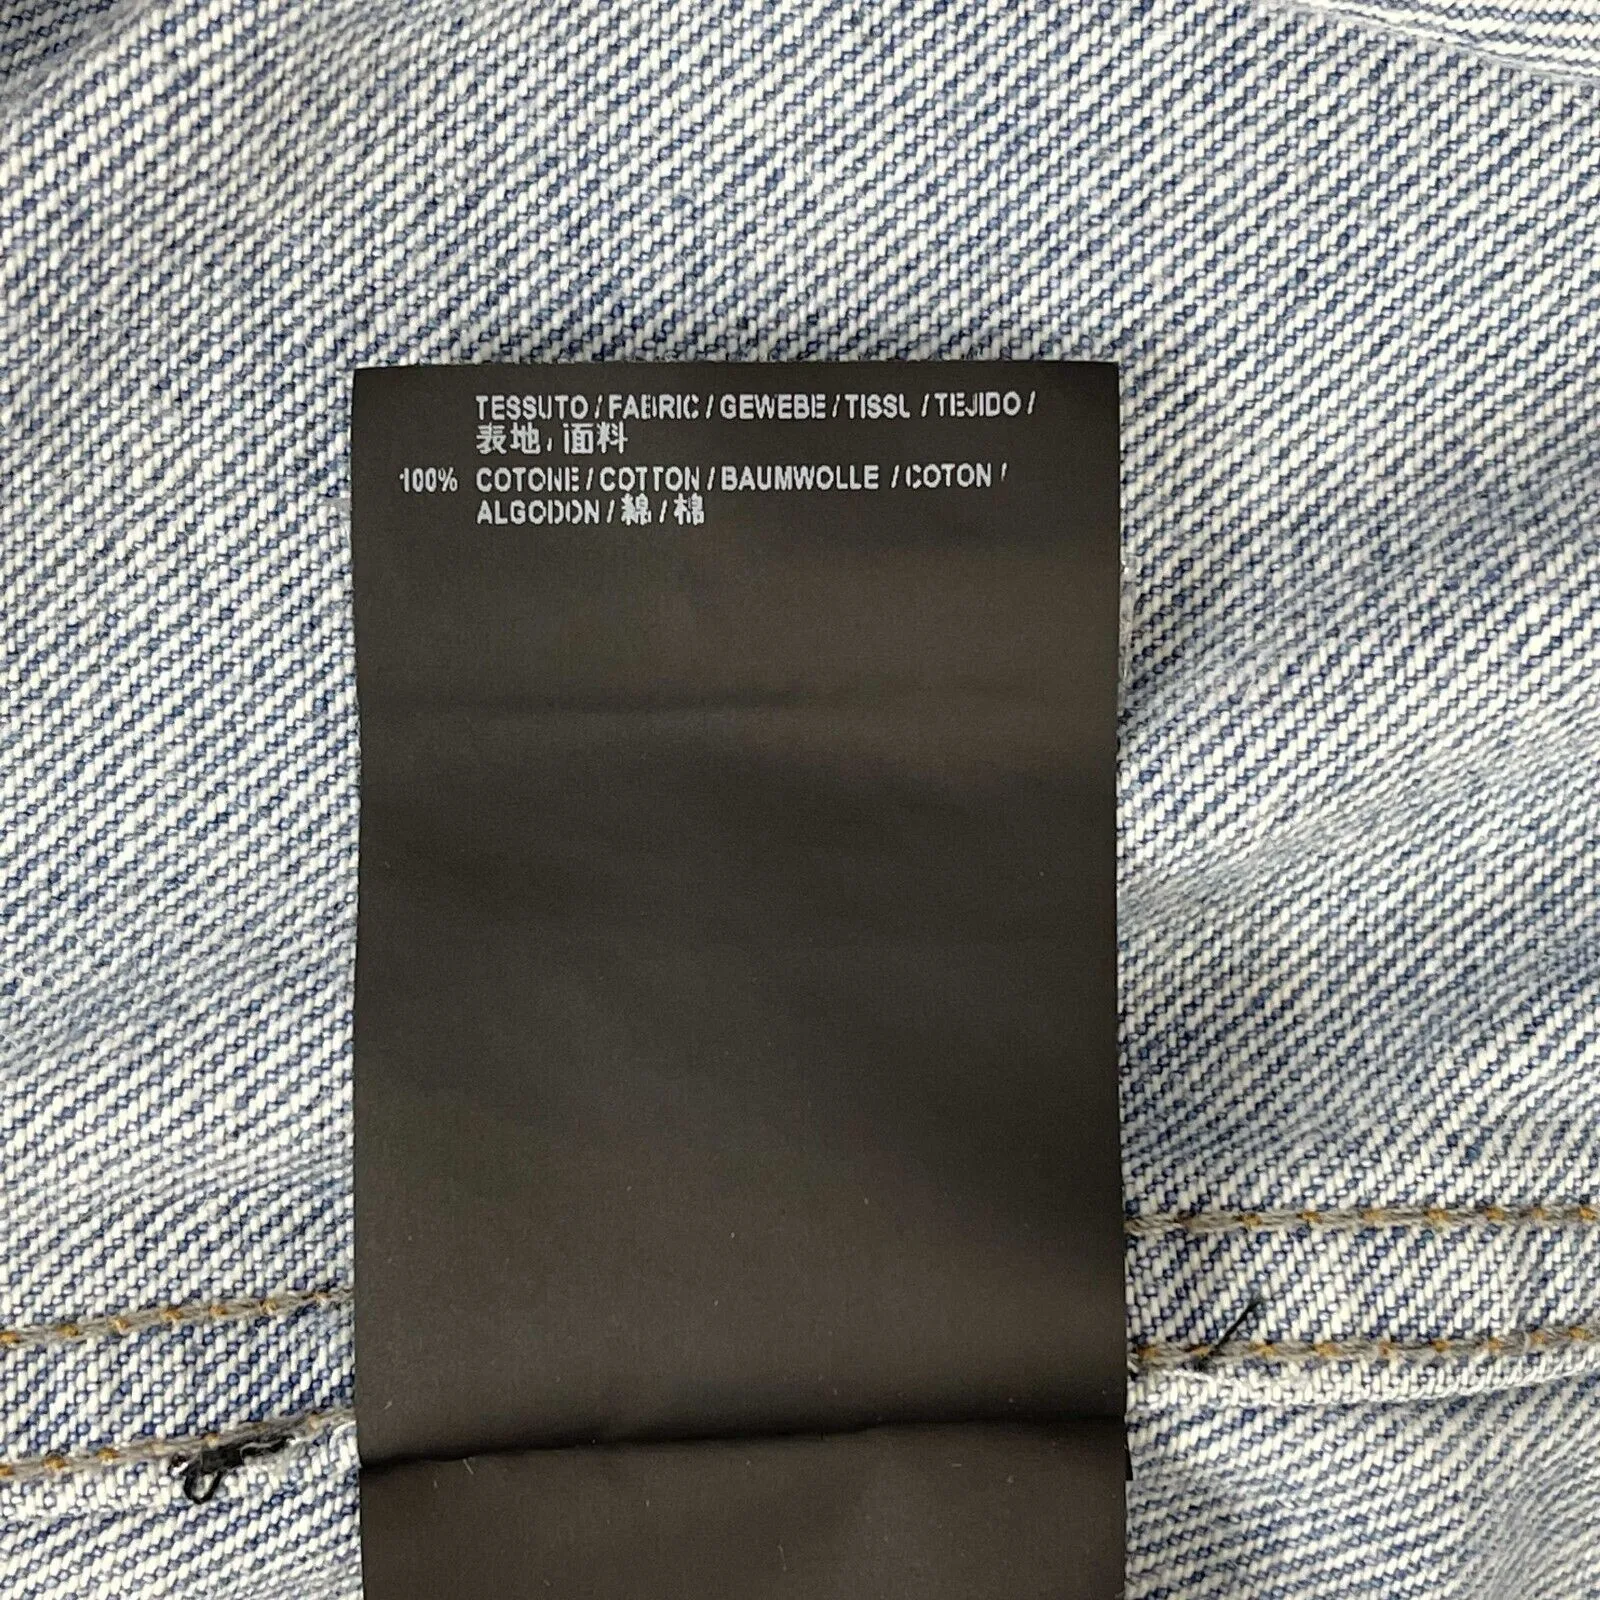 TESSUTO / FABRIC / GEWEBE / TISSU / TEJIDO /
表地, 面料
100% COTONE / COTTON / BAUMWOLLE / COTON /
ALGODON / 綿 / 棉